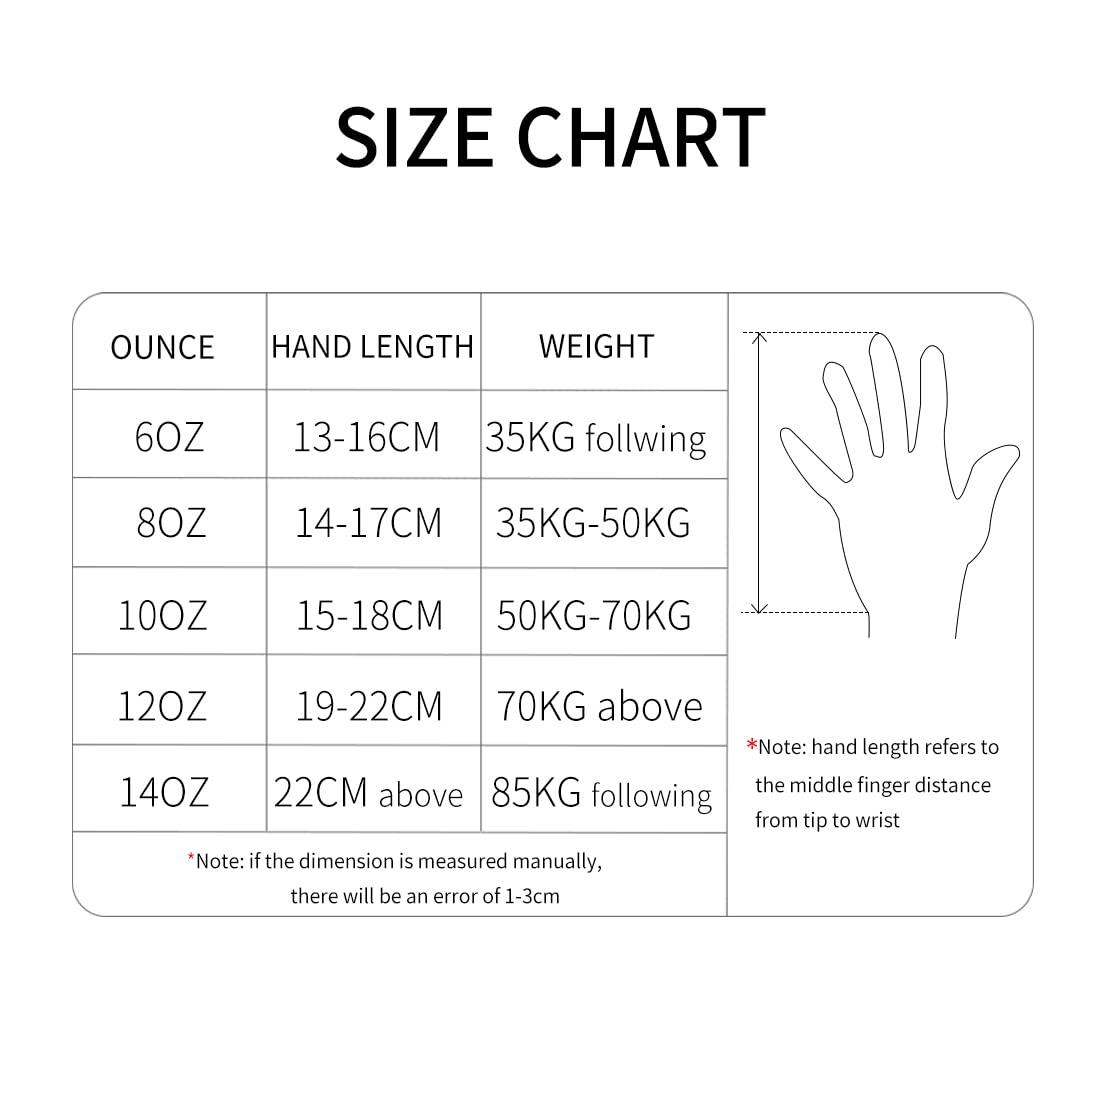 SIZE CHART
OUNCE HAND LENGTH WEIGHT
6OZ 13-16CM 35KG follwing
8OZ 14-17CM 35KG-50KG
10OZ 15-18CM 50KG-70KG
12OZ 19-22CM 70KG above
14OZ 22CM above 85KG following
*Note: if the dimension is measured manually,
there will be an error of 1-3cm
*Note: hand length refers to
the middle finger distance
from tip to wrist